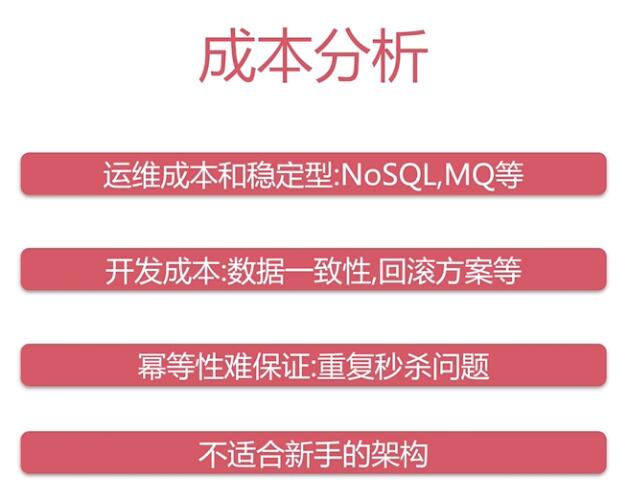 成本分析
运维成本和稳定型:NoSQL,MQ等
开发成本:数据一致性,回滚方案等
幂等性难保证:重复秒杀问题
不适合新手的架构